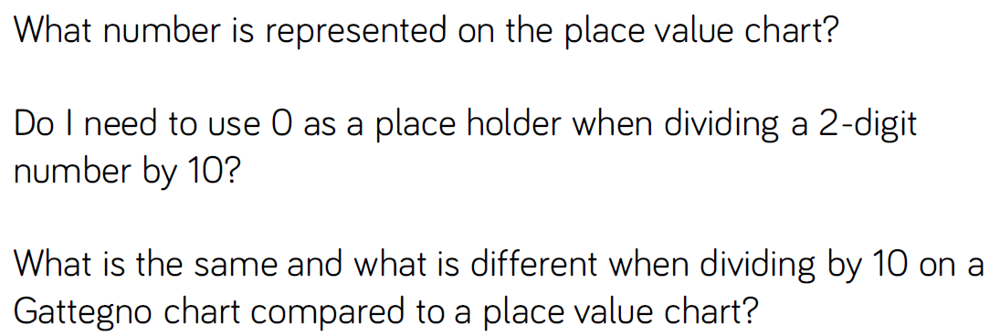 What number is represented on the place value chart?
Do I need to use 0 as a place holder when dividing a 2-digit
number by 10?
What is the same and what is different when dividing by 10 on a
Gattegno chart compared to a place value chart?